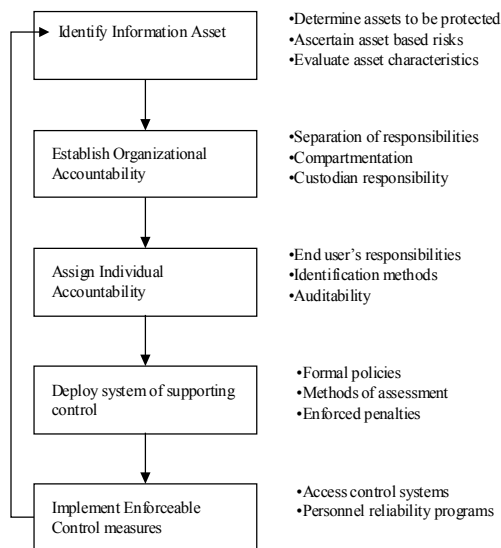 Identify Information Asset
•Determine assets to be protected
•Ascertain asset based risks
•Evaluate asset characteristics
Establish Organizational
Accountability
•Separation of responsibilities
•Compartmentation
•Custodian responsibility
Assign Individual
Accountability
•End user's responsibilities
•Identification methods
•Auditability
Deploy system of supporting
control
•Formal policies
•Methods of assessment
•Enforced penalties
Implement Enforceable
Control measures
•Access control systems
•Personnel reliability programs